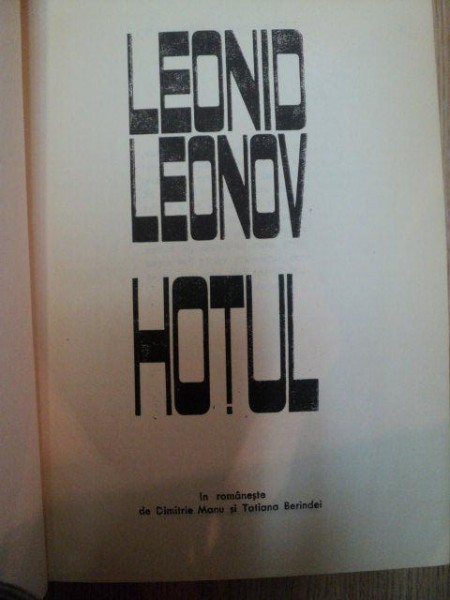 LEONID
LEONOV
HOȚUL
în românește
de Dimitrie Manu și Tatiana Berindei